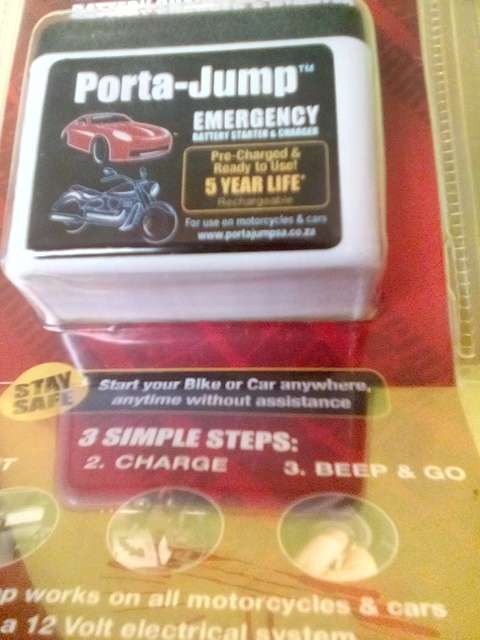 Porta-Jump™
EMERGENCY
BATTERY STARTER & CHARGER
Pre-Charged &
Ready to Use!
5 YEAR LIFE*
Rechargeable
For use on motorcycles & cars
www.portajumpsa.co.za
STAY
SAFE
Start your Bike or Car anywhere,
anytime without assistance
3 SIMPLE STEPS:
2. CHARGE
3. BEEP & GO
p works on all motorcycles & cars
a 12 Volt electrical system